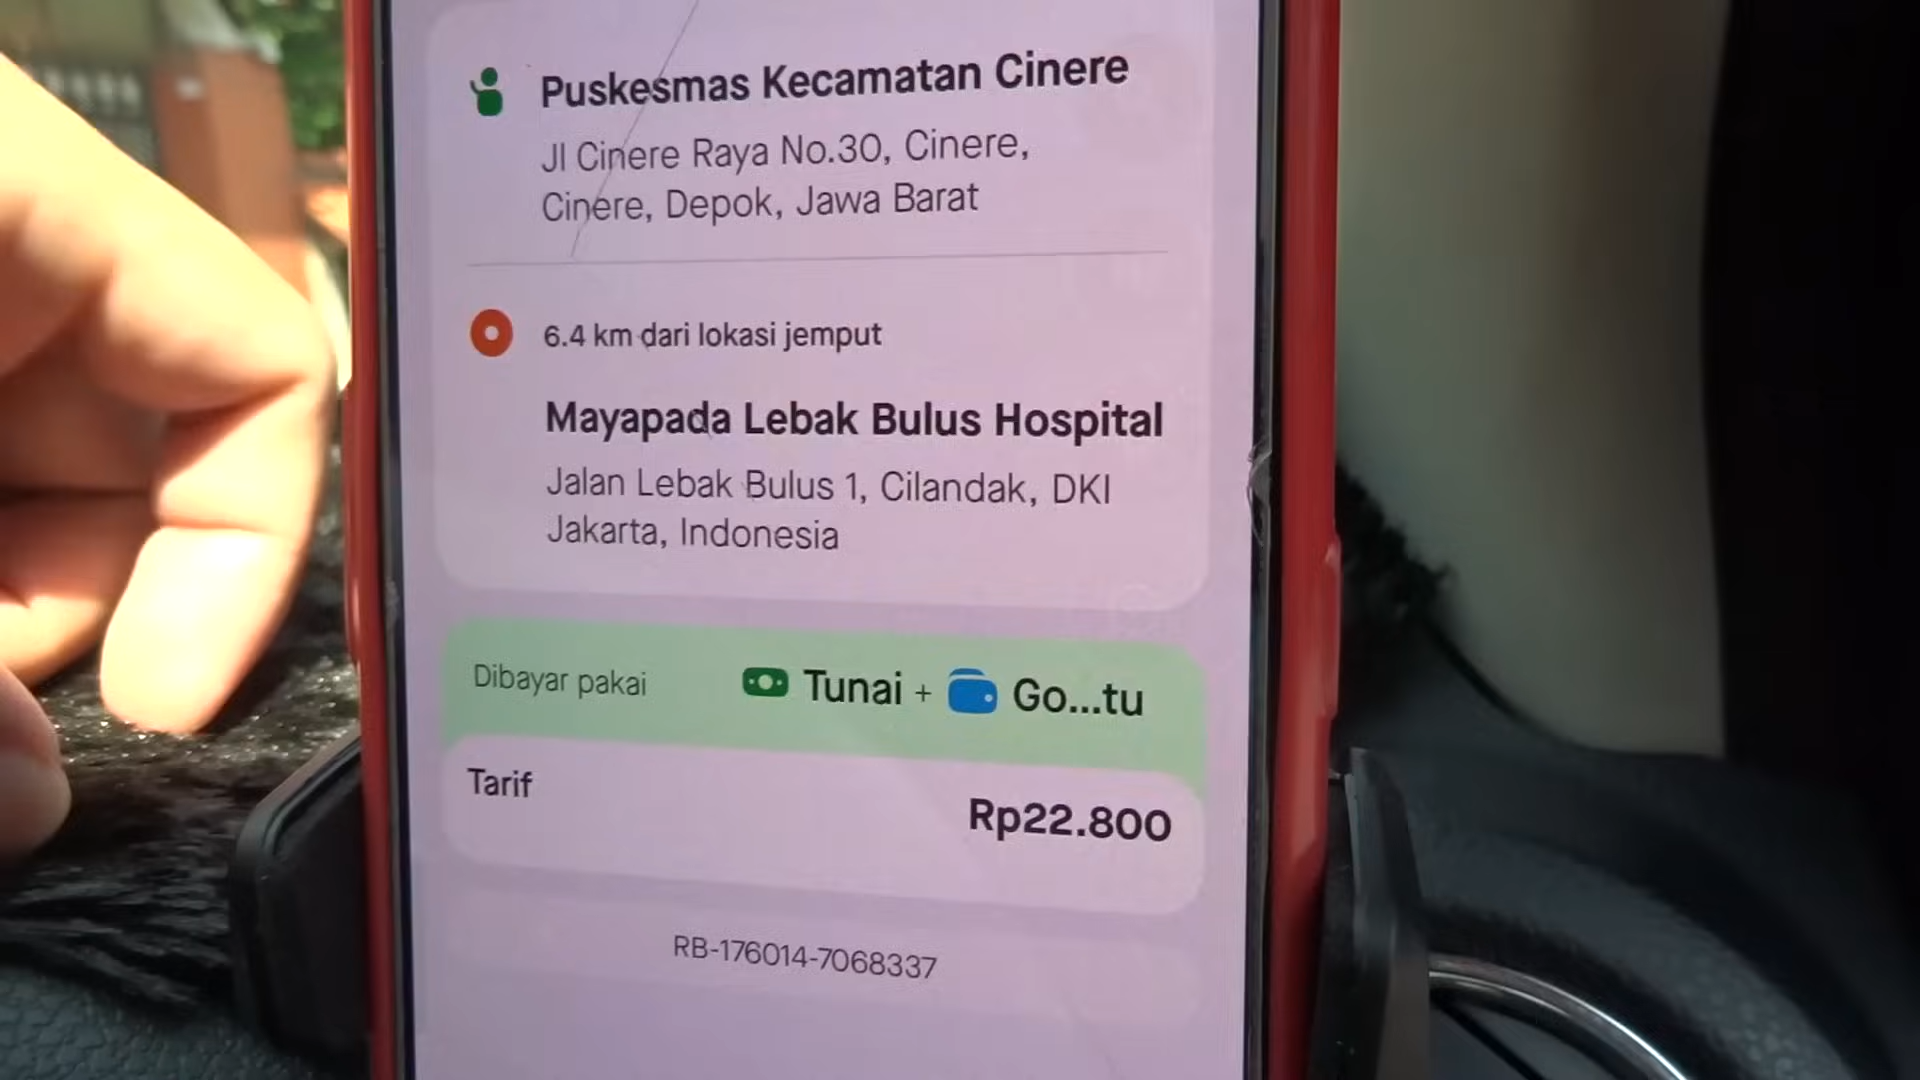 Puskesmas Kecamatan Cinere
Jl Cinere Raya No.30, Cinere,
Cinere, Depok, Jawa Barat
6.4 km dari lokasi jemput
Mayapada Lebak Bulus Hospital
Jalan Lebak Bulus 1, Cilandak, DKI
Jakarta, Indonesia
Dibayar pakai Tunai + Go...tu
Tarif Rp22.800
RB-176014-7068337